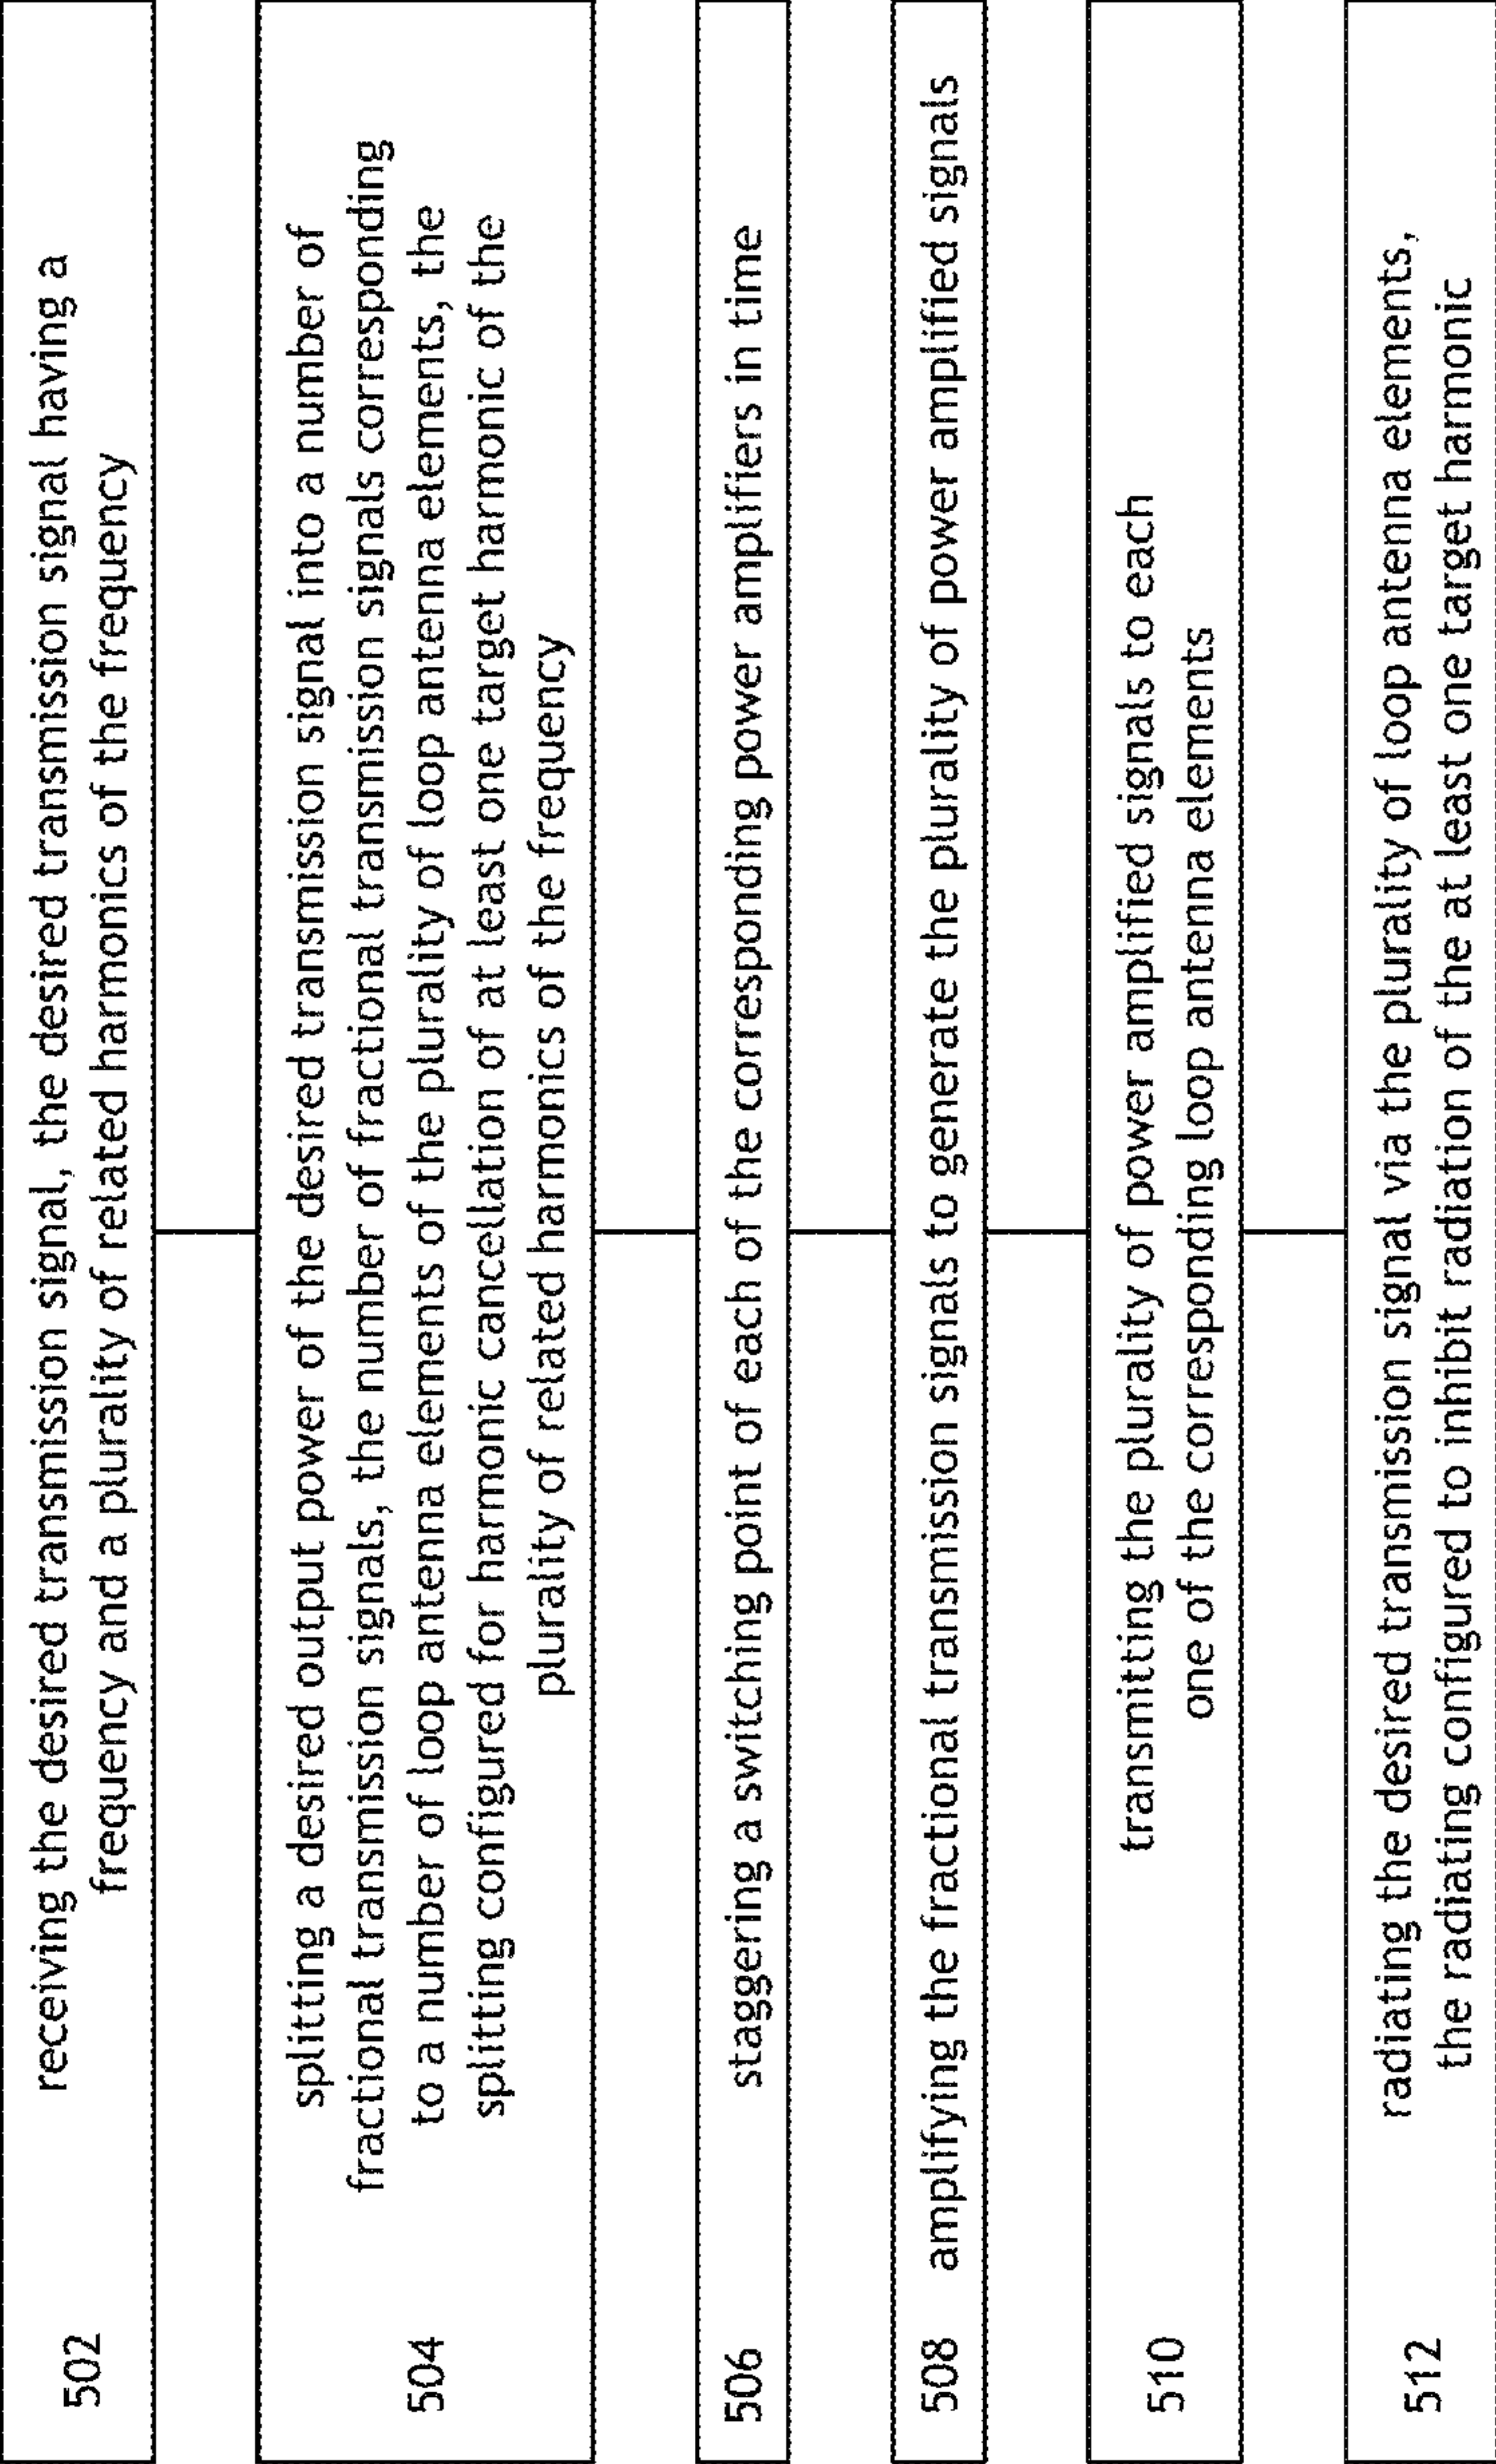 502
receiving the desired transmission signal, the desired transmission signal having a
frequency and a plurality of related harmonics of the frequency
504
splitting a desired output power of the desired transmission signal into a number of
fractional transmission signals, the number of fractional transmission signals corresponding
to a number of loop antenna elements of the plurality of loop antenna elements, the
splitting configured for harmonic cancellation of at least one target harmonic of the
plurality of related harmonics of the frequency
506
staggering a switching point of each of the corresponding power amplifiers in time
508
amplifying the fractional transmission signals to generate the plurality of power amplified signals
510
transmitting the plurality of power amplified signals to each
one of the corresponding loop antenna elements
512
radiating the desired transmission signal via the plurality of loop antenna elements,
the radiating configured to inhibit radiation of the at least one target harmonic